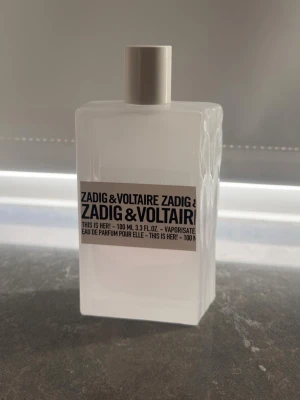 ZADIG & VOLTAIRE ZADIG &
ZADIG & VOLTAIR
THIS IS HER! – 100 ML 3.3 FL.OZ. – VAPORISATE
EAU DE PARFUM POUR ELLE – THIS IS HER! – 100 M